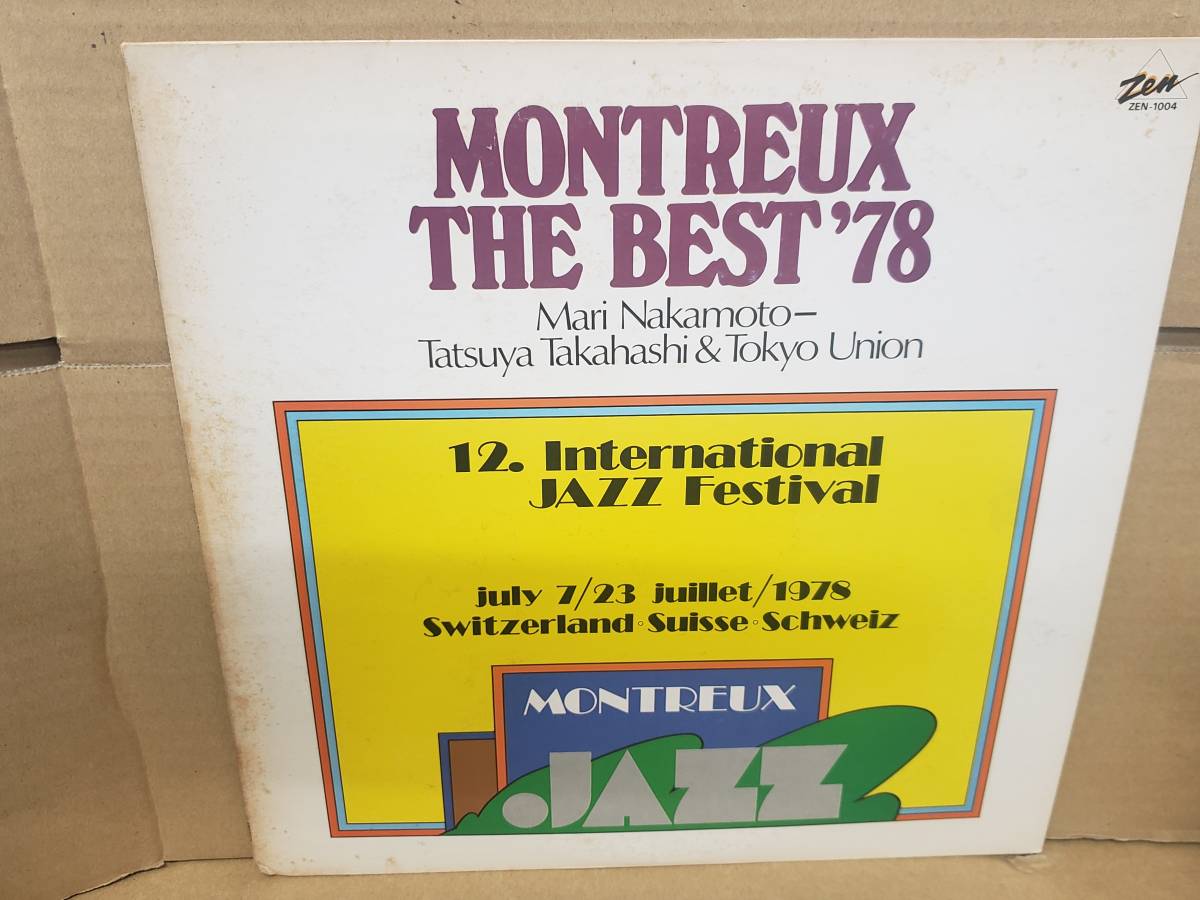 Zen
ZEN-1004
MONTREUX
THE BEST '78
Mari Nakamoto–
Tatsuya Takahashi & Tokyo Union
12. International
JAZZ Festival
july 7/23 juillet/1978
Switzerland·Suisse·Schweiz
MONTREUX
JAZZ